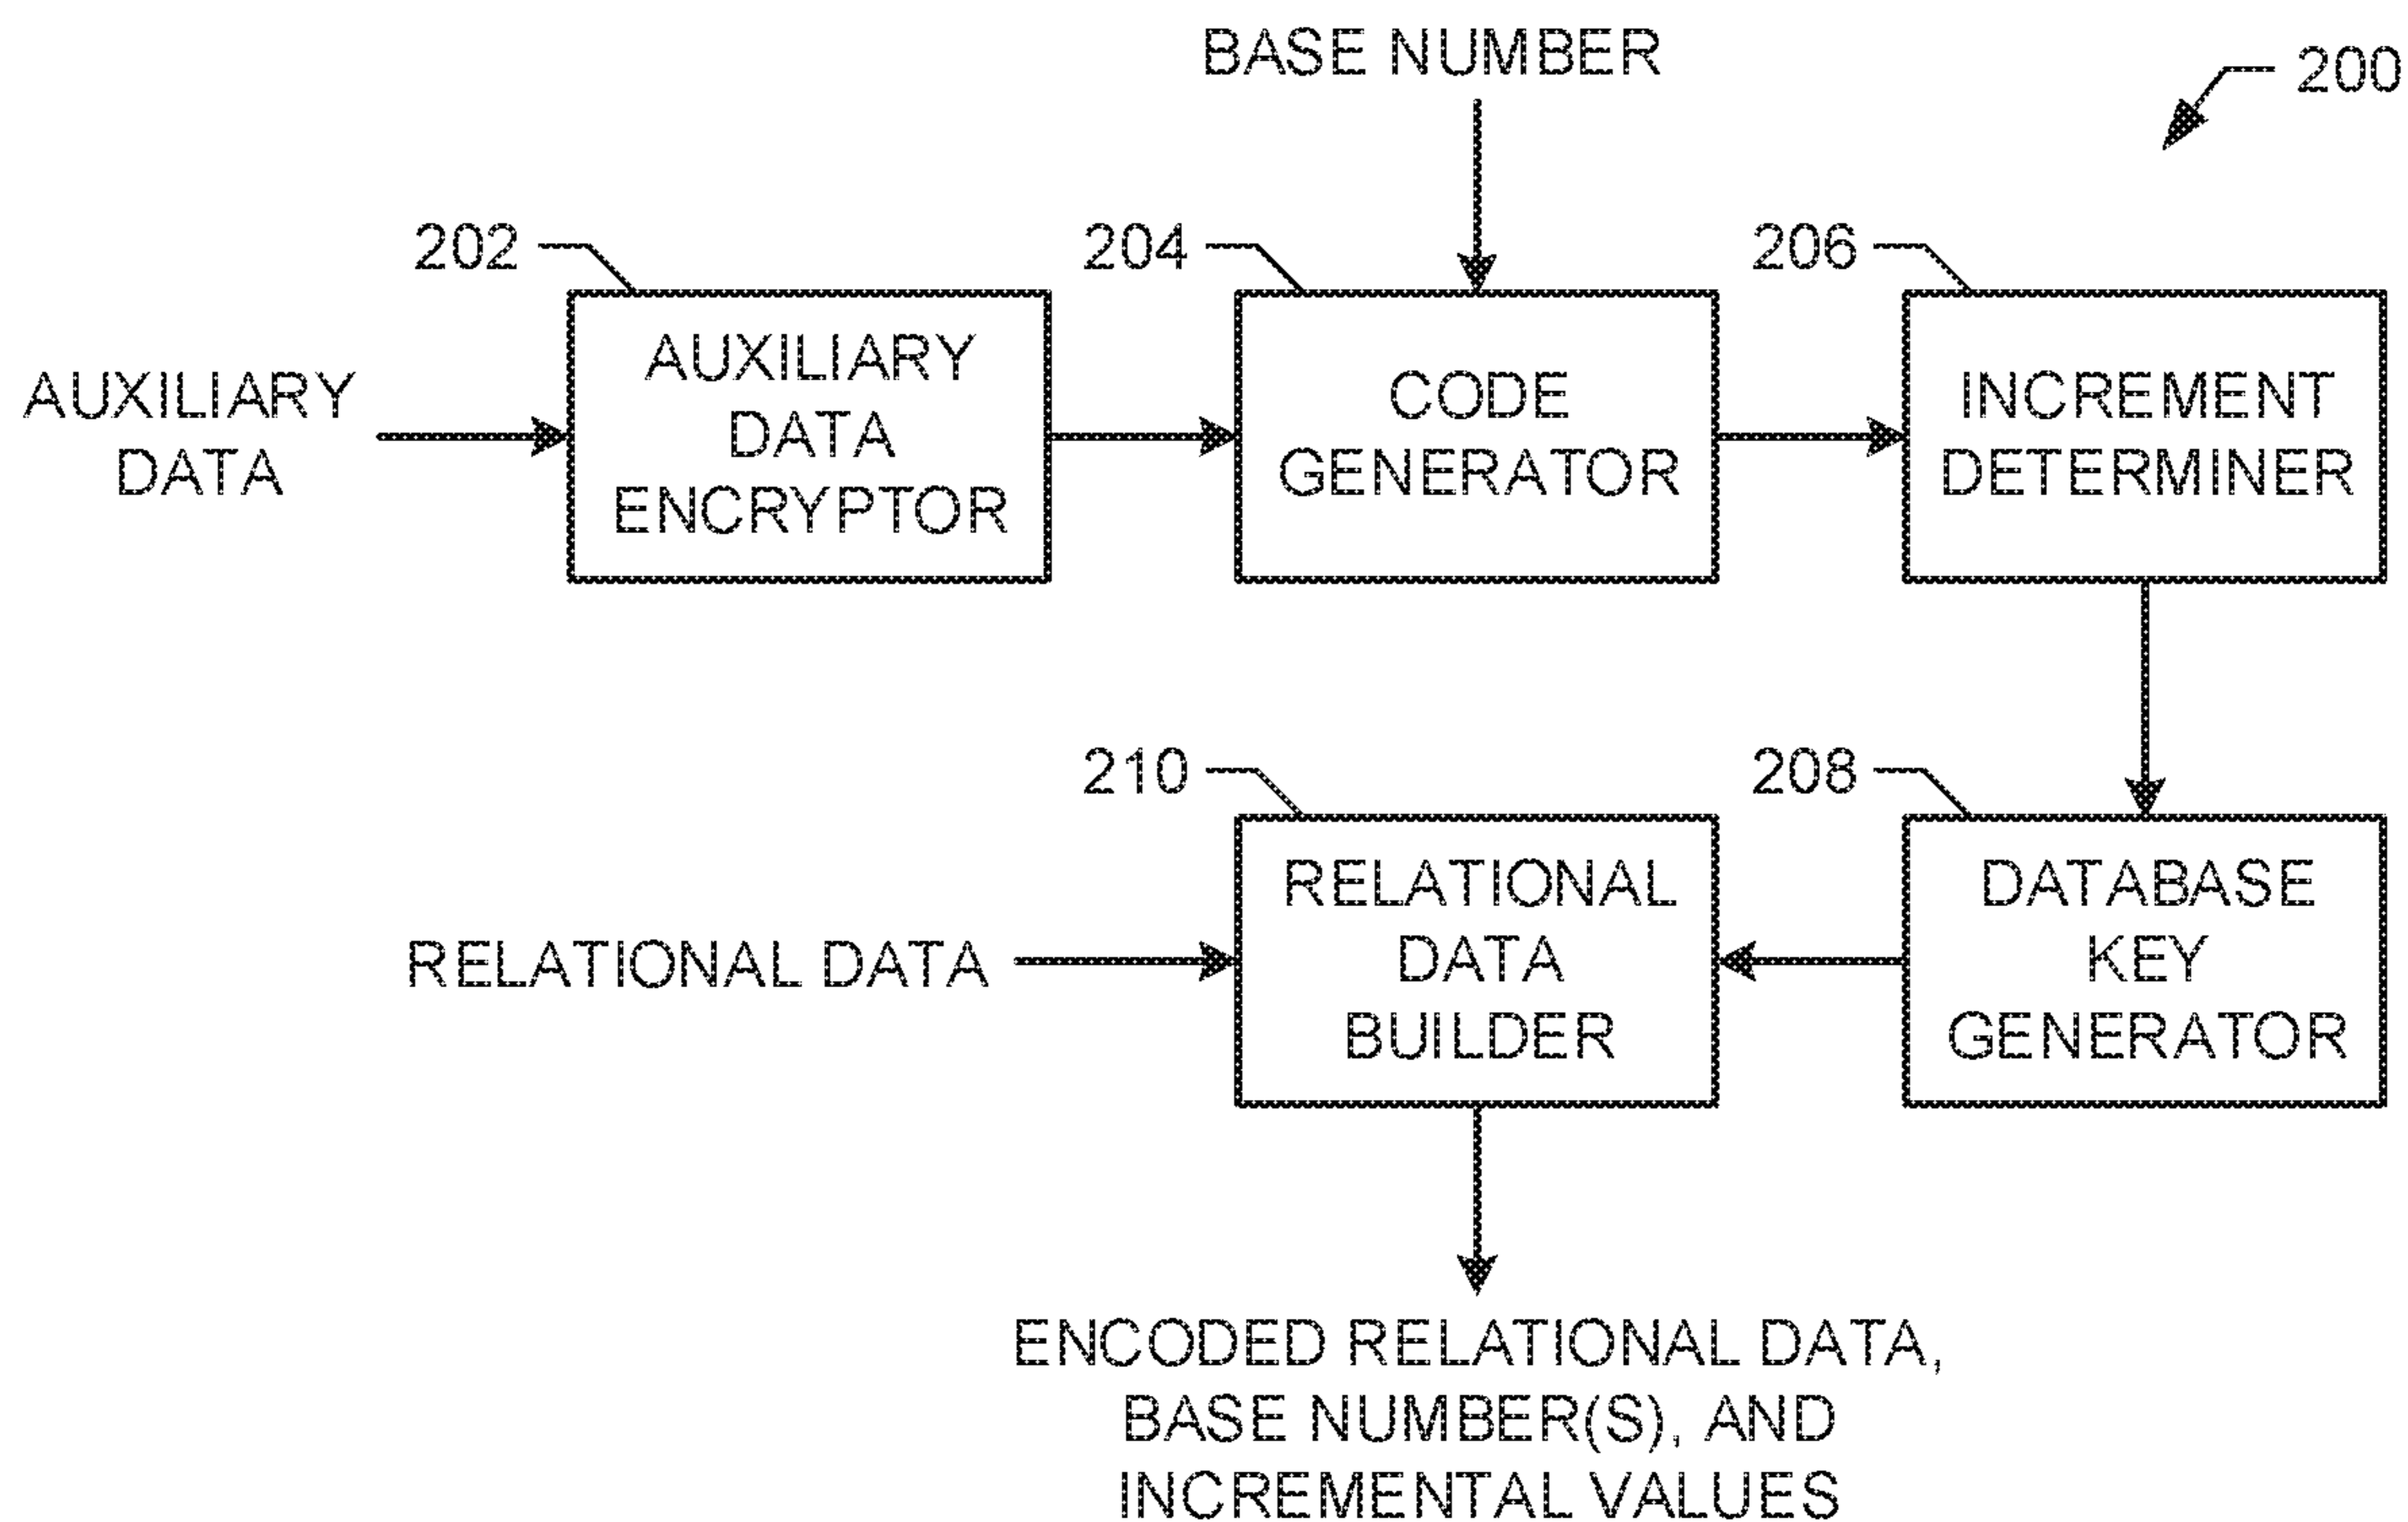 BASE NUMBER
200
202
204
206
AUXILIARY
DATA
AUXILIARY
DATA
ENCRYPTOR
CODE
GENERATOR
INCREMENT
DETERMINER
210
208
RELATIONAL DATA
RELATIONAL
DATA
BUILDER
DATABASE
KEY
GENERATOR
ENCODED RELATIONAL DATA,
BASE NUMBER(S), AND
INCREMENTAL VALUES